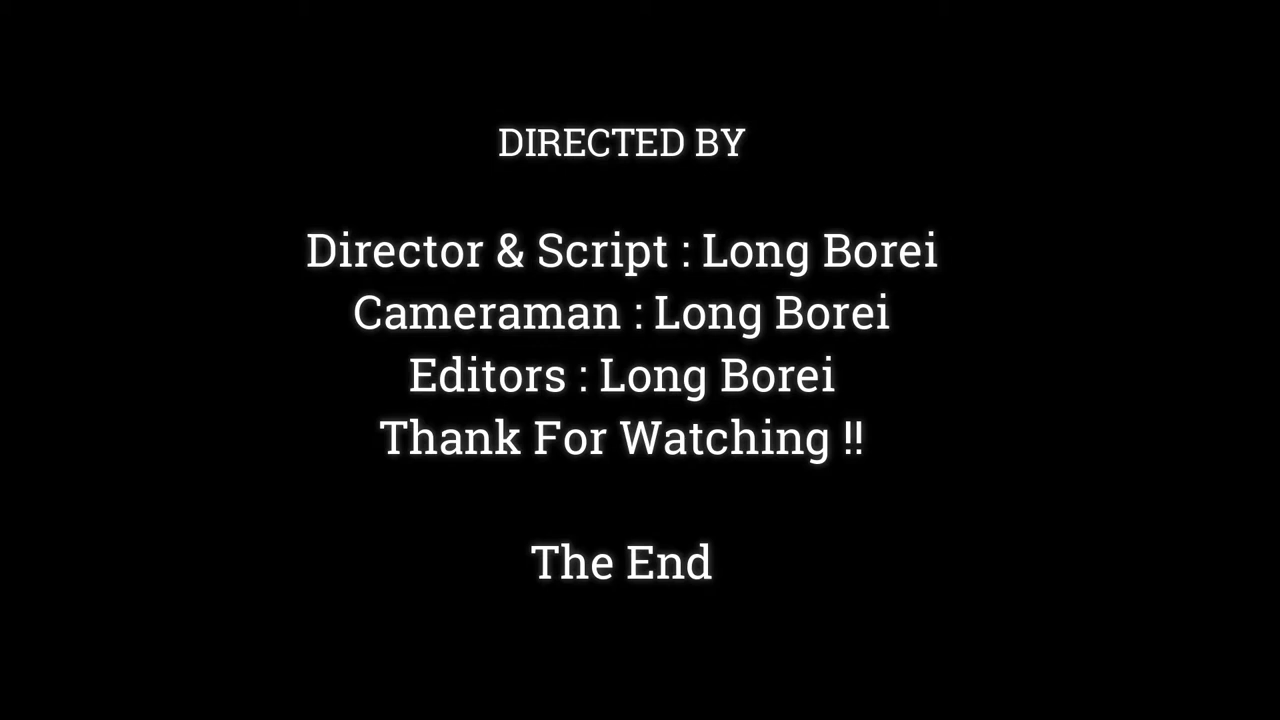 DIRECTED BY
Director & Script : Long Borei
Cameraman : Long Borei
Editors : Long Borei
Thank For Watching !!
The End